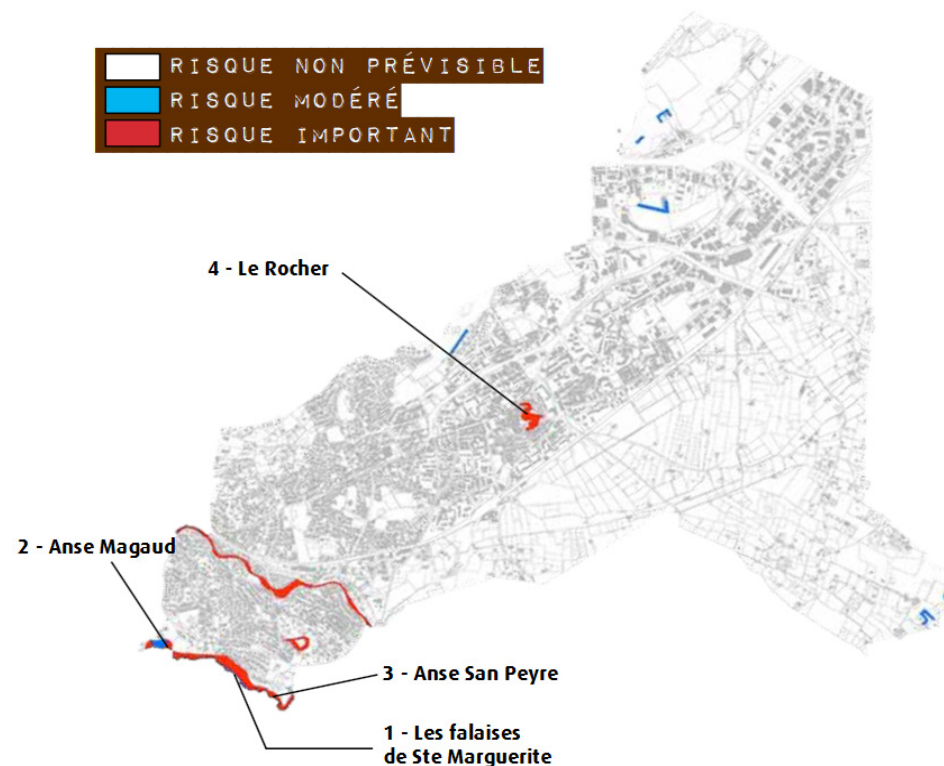 RISQUE NON PRÉVISIBLE
RISQUE MODÉRÉ
RISQUE IMPORTANT
4 - Le Rocher
2 - Anse Magaud
3 - Anse San Peyre
1 - Les falaises
de Ste Marguerite